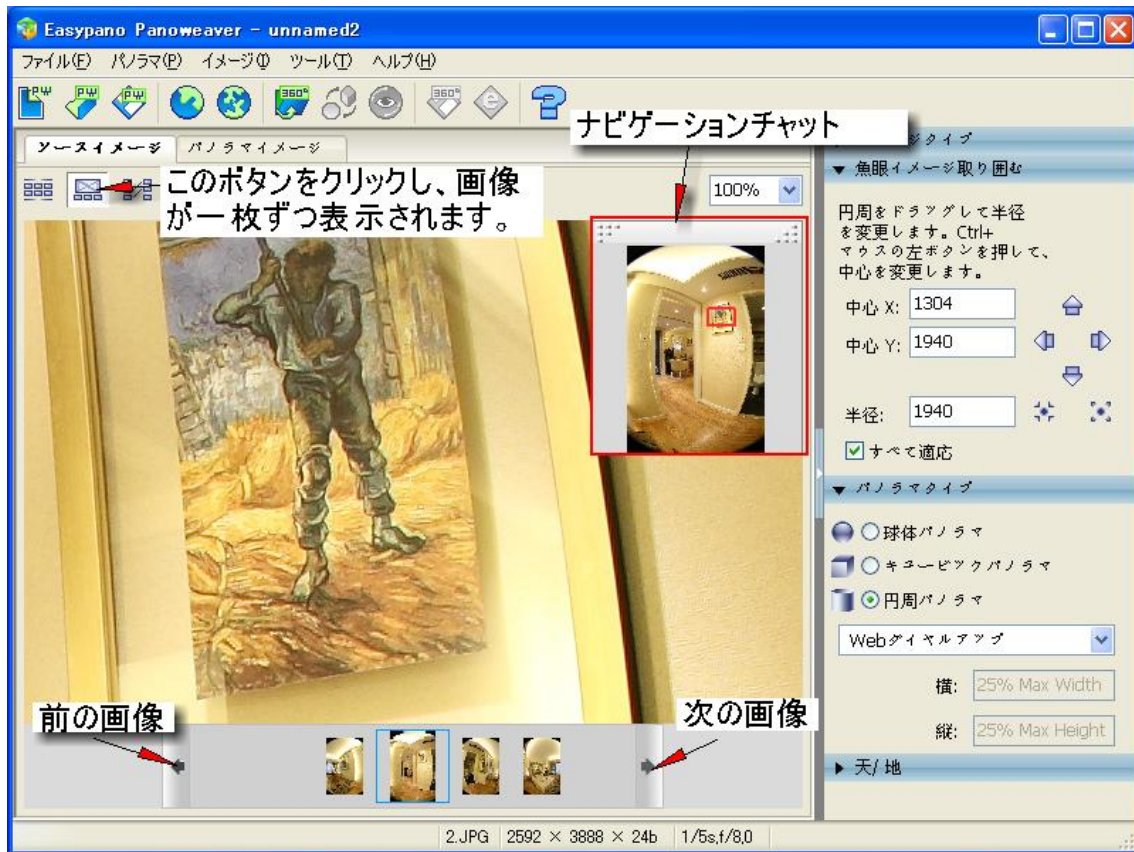 Easypano Panoweaver - unnamed2
ファイル(F) パノラマ(P) イメージ(I) ツール(T) ヘルプ(H)
PW PW PW 360° 360° e ?
ナビゲーションチャット
ソースイメージ パノラマイメージ
ジタイプ
このボタンをクリックし、画像
が一枚ずつ表示されます。
100%
魚眼イメージ取り囲む
円周をドラッグして半径
を変更します。Ctrl+
マウスの左ボタンを押して、
中心を変更します。
中心 X: 1304
中心 Y: 1940
半径: 1940
すべて適応
パノラマタイプ
球体パノラマ
キュービックパノラマ
円周パノラマ
Webダイヤルアップ
横: 25% Max Width
縦: 25% Max Height
天/地
前の画像
次の画像
2.JPG 2592 × 3888 × 24b 1/5s,f/8.0